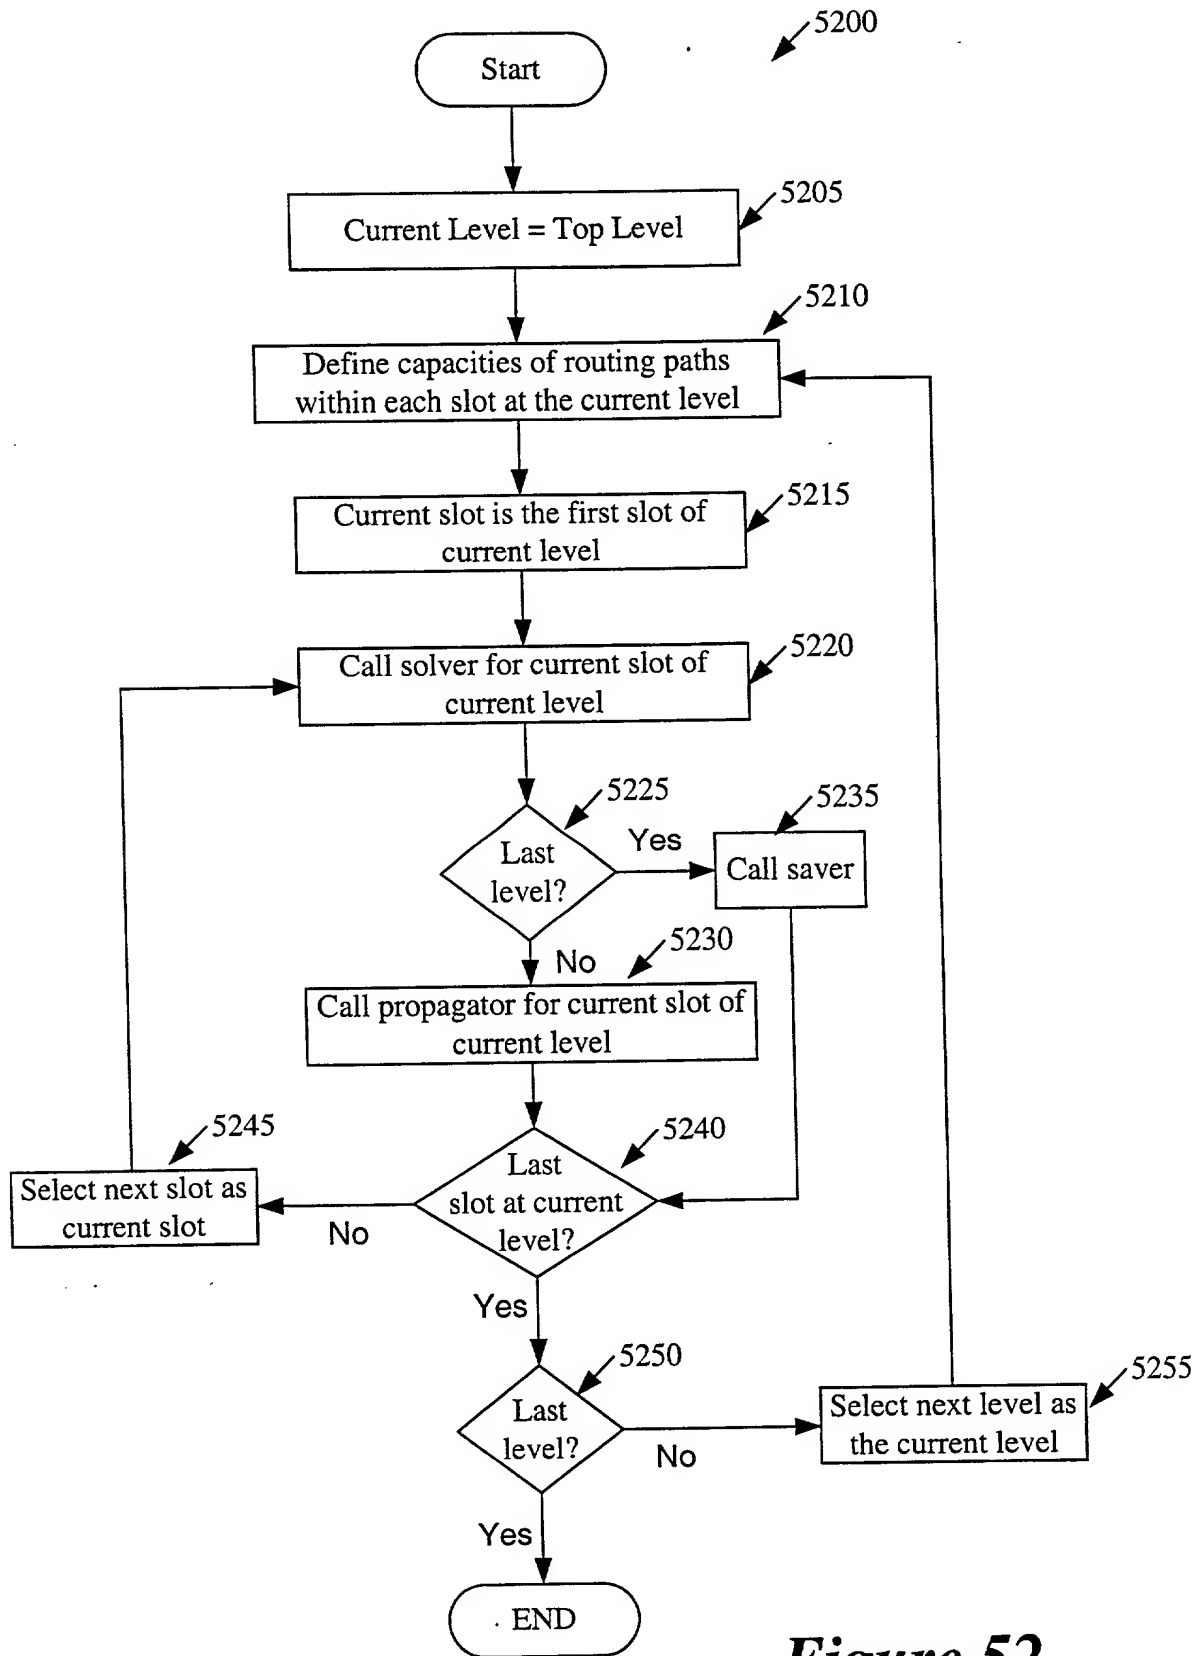 5200
Start
5205
Current Level = Top Level
5210
Define capacities of routing paths
within each slot at the current level
5215
Current slot is the first slot of
current level
5220
Call solver for current slot of
current level
5225
Last
level?
Yes
5235
Call saver
No
5230
Call propagator for current slot of
current level
5245
Select next slot as
current slot
No
5240
Last
slot at current
level?
Yes
5250
Last
level?
No
5255
Select next level as
the current level
Yes
END
Figure 52